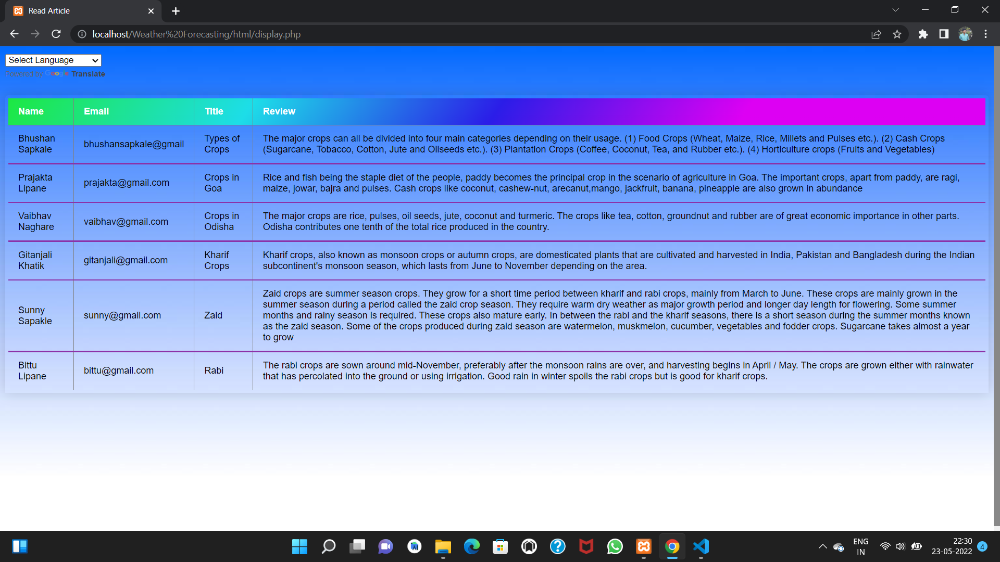 Read Article
localhost/Weather%20Forecasting/html/display.php
Select Language
Powered by Google Translate
Name Email Title Review
Bhushan Sapkale
bhushansapkale@gmail
Types of Crops
The major crops can all be divided into four main categories depending on their usage. (1) Food Crops (Wheat, Maize, Rice, Millets and Pulses etc.). (2) Cash Crops
(Sugarcane, Tobacco, Cotton, Jute and Oilseeds etc.). (3) Plantation Crops (Coffee, Coconut, Tea, and Rubber etc.). (4) Horticulture crops (Fruits and Vegetables)
Prajakta Lipane
prajakta@gmail.com
Crops in Goa
Rice and fish being the staple diet of the people, paddy becomes the principal crop in the scenario of agriculture in Goa. The important crops, apart from paddy, are ragi,
maize, jowar, bajra and pulses. Cash crops like coconut, cashew-nut, arecanut,mango, jackfruit, banana, pineapple are also grown in abundance
Vaibhav Naghare
vaibhav@gmail.com
Crops in Odisha
The major crops are rice, pulses, oil seeds, jute, coconut and turmeric. The crops like tea, cotton, groundnut and rubber are of great economic importance in other parts.
Odisha contributes one tenth of the total rice produced in the country.
Gitanjali Khatik
gitanjali@gmail.com
Kharif Crops
Kharif crops, also known as monsoon crops or autumn crops, are domesticated plants that are cultivated and harvested in India, Pakistan and Bangladesh during the Indian
subcontinent's monsoon season, which lasts from June to November depending on the area.
Sunny Sapakle
sunny@gmail.com
Zaid
Zaid crops are summer season crops. They grow for a short time period between kharif and rabi crops, mainly from March to June. These crops are mainly grown in the
summer season during a period called the zaid crop season. They require warm dry weather as major growth period and longer day length for flowering. Some summer
months and rainy season is required. These crops also mature early. In between the rabi and the kharif seasons, there is a short season during the summer months known
as the zaid season. Some of the crops produced during zaid season are watermelon, muskmelon, cucumber, vegetables and fodder crops. Sugarcane takes almost a year
to grow
Bittu Lipane
bittu@gmail.com
Rabi
The rabi crops are sown around mid-November, preferably after the monsoon rains are over, and harvesting begins in April / May. The crops are grown either with rainwater
that has percolated into the ground or using irrigation. Good rain in winter spoils the rabi crops but is good for kharif crops.
ENG
IN
22:30
23-05-2022
4